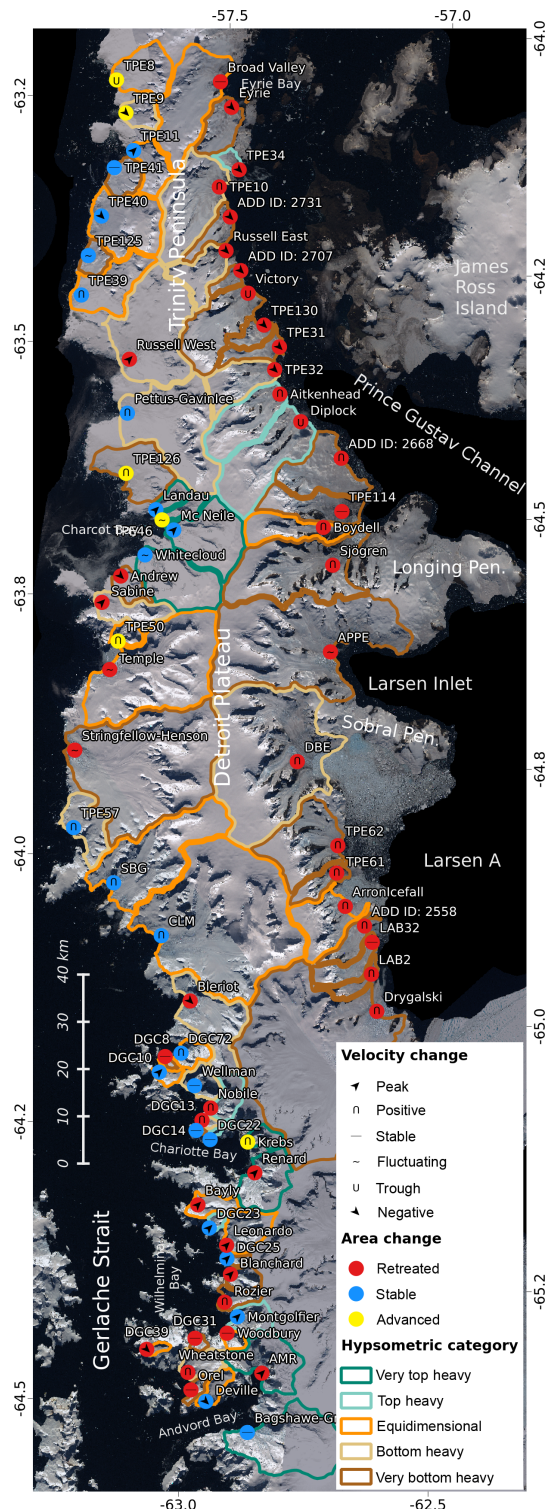 -57.5
-57.0
-64.0
TPE8
Broad Valley
Eyrie Bay
-63.2
TPE9
Eyrie
TPE11
TPE34
TPE41
TPE10
ADD ID: 2731
TPE40
Trinity Peninsula
Russell East
TPE125
ADD ID: 2707
-64.2
TPE39
Victory
James
Ross
Island
TPE130
-63.5
Russell West
TPE31
TPE32
Prince Gustav Channel
Pettus-GavinIce
Aitkenhead
Diplock
ADD ID: 2668
TPE126
Landau
TPE114
Mc Neile
Charcot Bay
TPE46
Boydell
-64.5
Whitecloud
Sjögren
Andrew
Longing Pen.
Sabine
-63.8
TPE50
APPE
Temple
Larsen Inlet
Detroit Plateau
Stringfellow-Henson
Sobral Pen.
DBE
-64.8
TPE57
TPE62
-64.0
SBG
TPE61
Larsen A
ArronIcefall
CLM
ADD ID: 2558
LAB32
LAB2
40 km
Bleriot
Drygalski
30
-65.0
DGC8
DGC72
DGC10
20
Wellman
Nobile
DGC13
10
DGC14
DGC22
-64.2
Krebs
Charlotte Bay
0
Renard
Bayly
DGC23
Leonardo
DGC25
Blanchard
Wilhelmina
Bay
Gerlache Strait
Rozier
-65.2
Montgolfier
DGC31
Woodbury
DGC39
Wheatstone
AMR
Orel
Deville
-64.5
Andvord Bay
Bagshawe-Gr
-63.0
-62.5
Velocity change
Peak
Positive
Stable
Fluctuating
Trough
Negative
Area change
Retreated
Stable
Advanced
Hypsometric category
Very top heavy
Top heavy
Equidimensional
Bottom heavy
Very bottom heavy